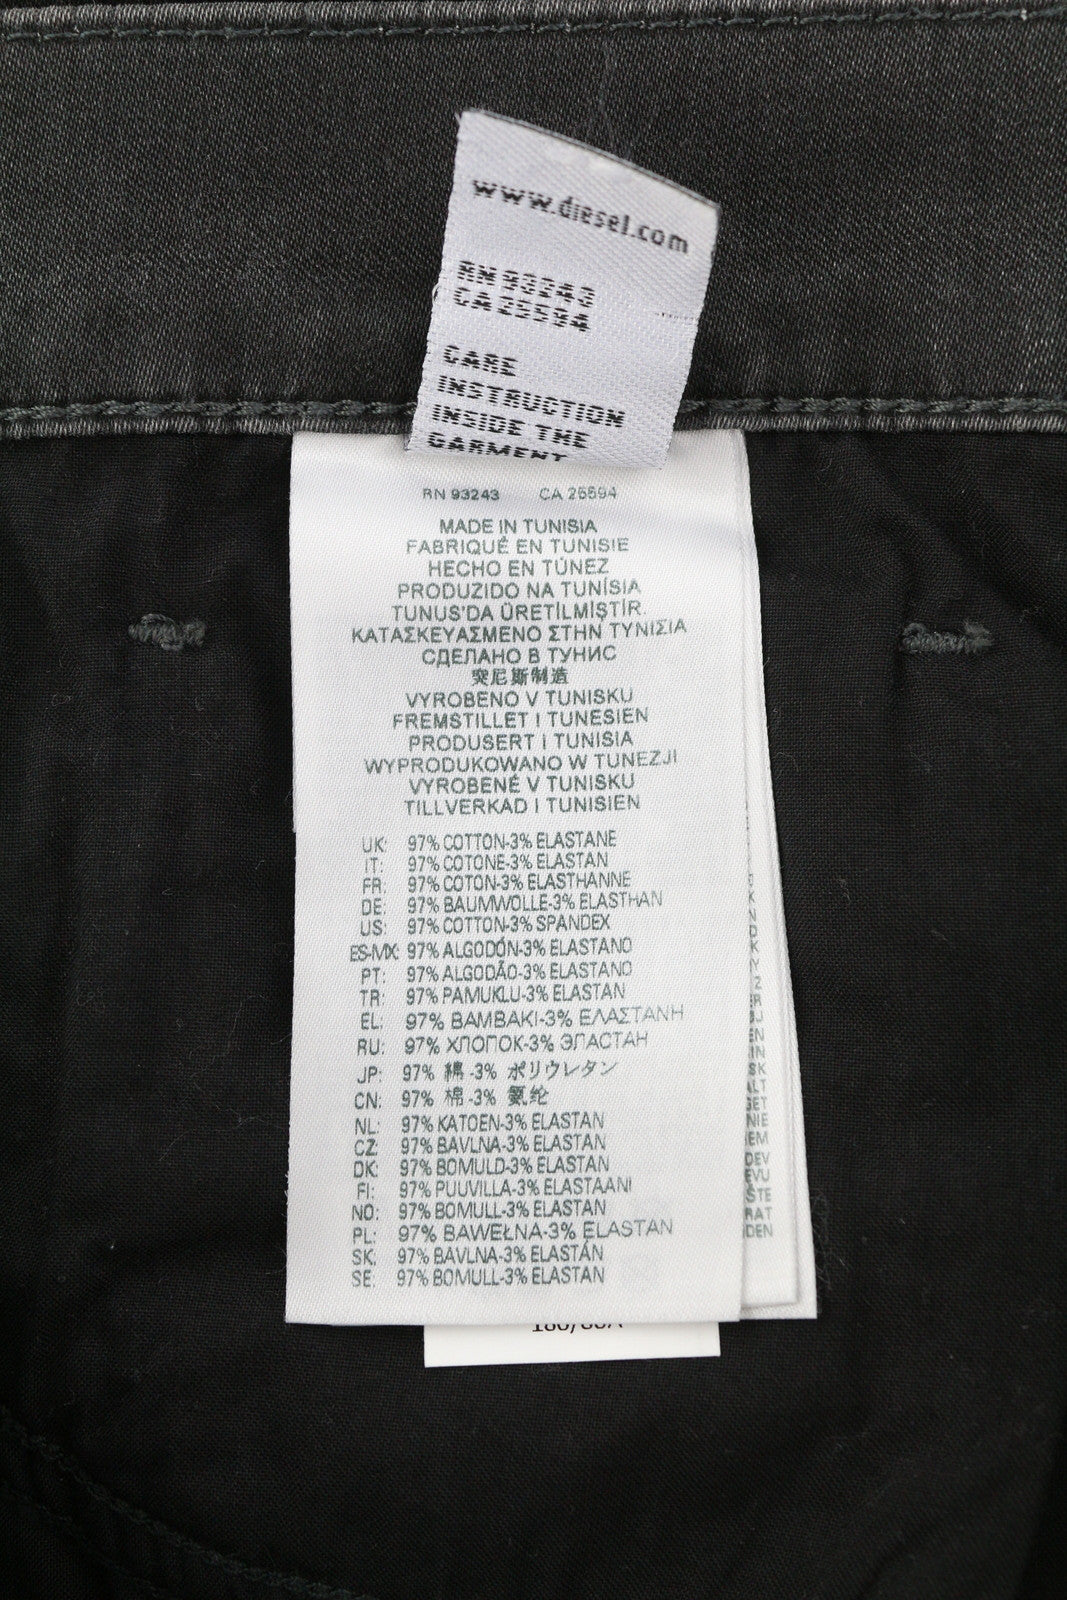 www.diesel.com
RN 93243
CA 25594
CARE
INSTRUCTION
INSIDE THE
GARMENT
RN 93243 CA 25594
MADE IN TUNISIA
FABRIQUÉ EN TUNISIE
HECHO EN TÚNEZ
PRODUZIDO NA TUNÍSIA
TUNUS'DA ÜRETİLMİŞTİR.
ΚΑΤΑΣΚΕΥΑΣΜΕΝΟ ΣΤΗΝ ΤΥΝΙΣΙΑ
СДЕЛАНО В ТУНИС
突尼斯制造
VYROBENO V TUNISKU
FREMSTILLET I TUNESIEN
PRODUSERT I TUNISIA
WYPRODUKOWANO W TUNEZJI
VYROBENÉ V TUNISKU
TILLVERKAD I TUNISIEN
UK: 97% COTTON-3% ELASTANE
IT: 97% COTONE-3% ELASTAN
FR: 97% COTON-3% ELASTHANNE
DE: 97% BAUMWOLLE-3% ELASTHAN
US: 97% COTTON-3% SPANDEX
ES-MX: 97% ALGODÓN-3% ELASTANO
PT: 97% ALGODÃO-3% ELASTANO
TR: 97% PAMUKLU-3% ELASTAN
EL: 97% ΒΑΜΒΑΚΙ-3% ΕΛΑΣΤΑΝΗ
RU: 97% ХЛОПОК-3% ЭЛАСТАН
JP: 97% 綿 -3% ポリウレタン
CN: 97% 棉 -3% 氨纶
NL: 97% KATOEN-3% ELASTAN
CZ: 97% BAVLNA-3% ELASTAN
DK: 97% BOMULD-3% ELASTAN
FI: 97% PUUVILLA-3% ELASTAANI
NO: 97% BOMULL-3% ELASTAN
PL: 97% BAWEŁNA-3% ELASTAN
SK: 97% BAVLNA-3% ELASTÁN
SE: 97% BOMULL-3% ELASTAN